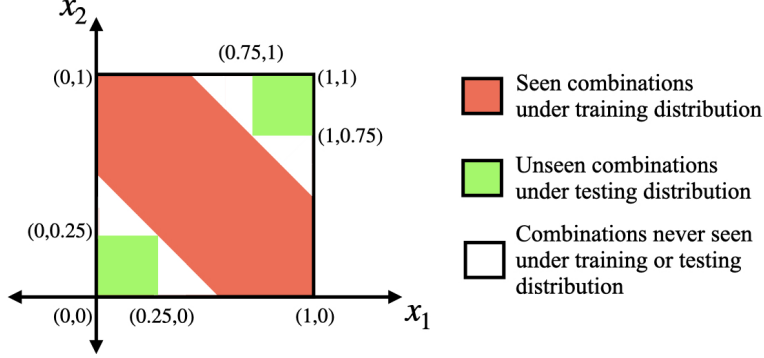 x₂
(0.75,1)
(0,1)
(1,1)
(1,0.75)
(0,0.25)
(0,0)
(0.25,0)
(1,0)
x₁
Seen combinations
under training distribution
Unseen combinations
under testing distribution
Combinations never seen
under training or testing
distribution